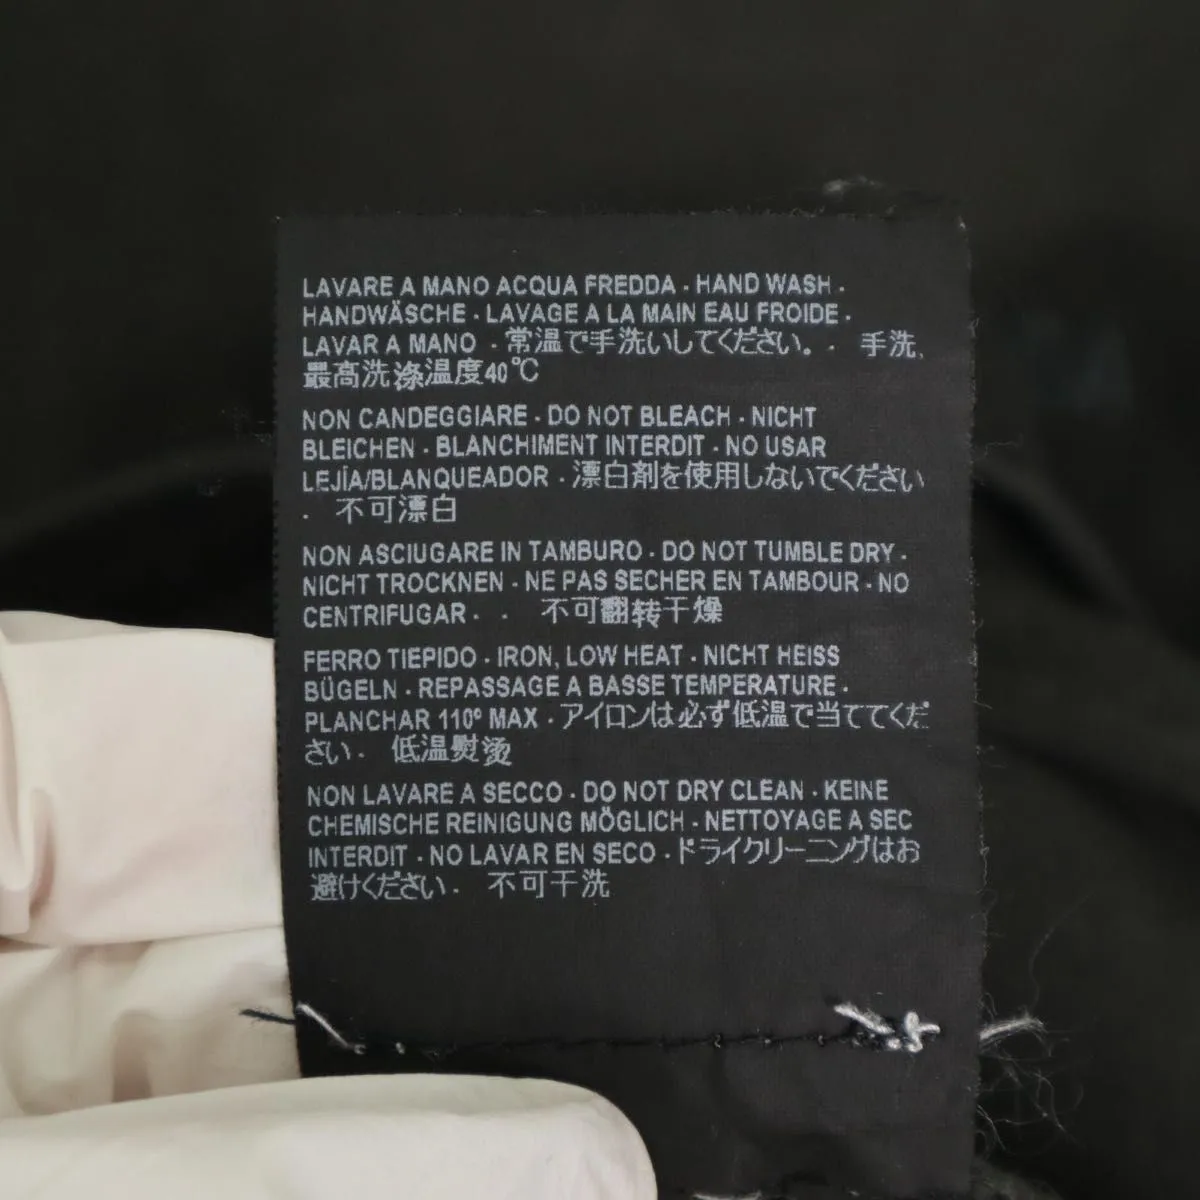 LAVARE A MANO ACQUA FREDDA · HAND WASH ·
HANDWÄSCHE · LAVAGE A LA MAIN EAU FROIDE ·
LAVAR A MANO · 常温で手洗いしてください。· 手洗,
最高洗涤温度40℃
NON CANDEGGIARE · DO NOT BLEACH · NICHT
BLEICHEN · BLANCHIMENT INTERDIT · NO USAR
LEJÍA/BLANQUEADOR · 漂白剤を使用しないでください
· 不可漂白
NON ASCIUGARE IN TAMBURO · DO NOT TUMBLE DRY ·
NICHT TROCKNEN · NE PAS SECHER EN TAMBOUR · NO
CENTRIFUGAR · · 不可翻转干燥
FERRO TIEPIDO · IRON, LOW HEAT · NICHT HEISS
BÜGELN · REPASSAGE A BASSE TEMPERATURE ·
PLANCHAR 110º MAX · アイロンは必ず低温で当ててくだ
さい · 低温熨烫
NON LAVARE A SECCO · DO NOT DRY CLEAN · KEINE
CHEMISCHE REINIGUNG MÖGLICH · NETTOYAGE A SEC
INTERDIT · NO LAVAR EN SECO · ドライクリーニングはお
避けください · 不可干洗